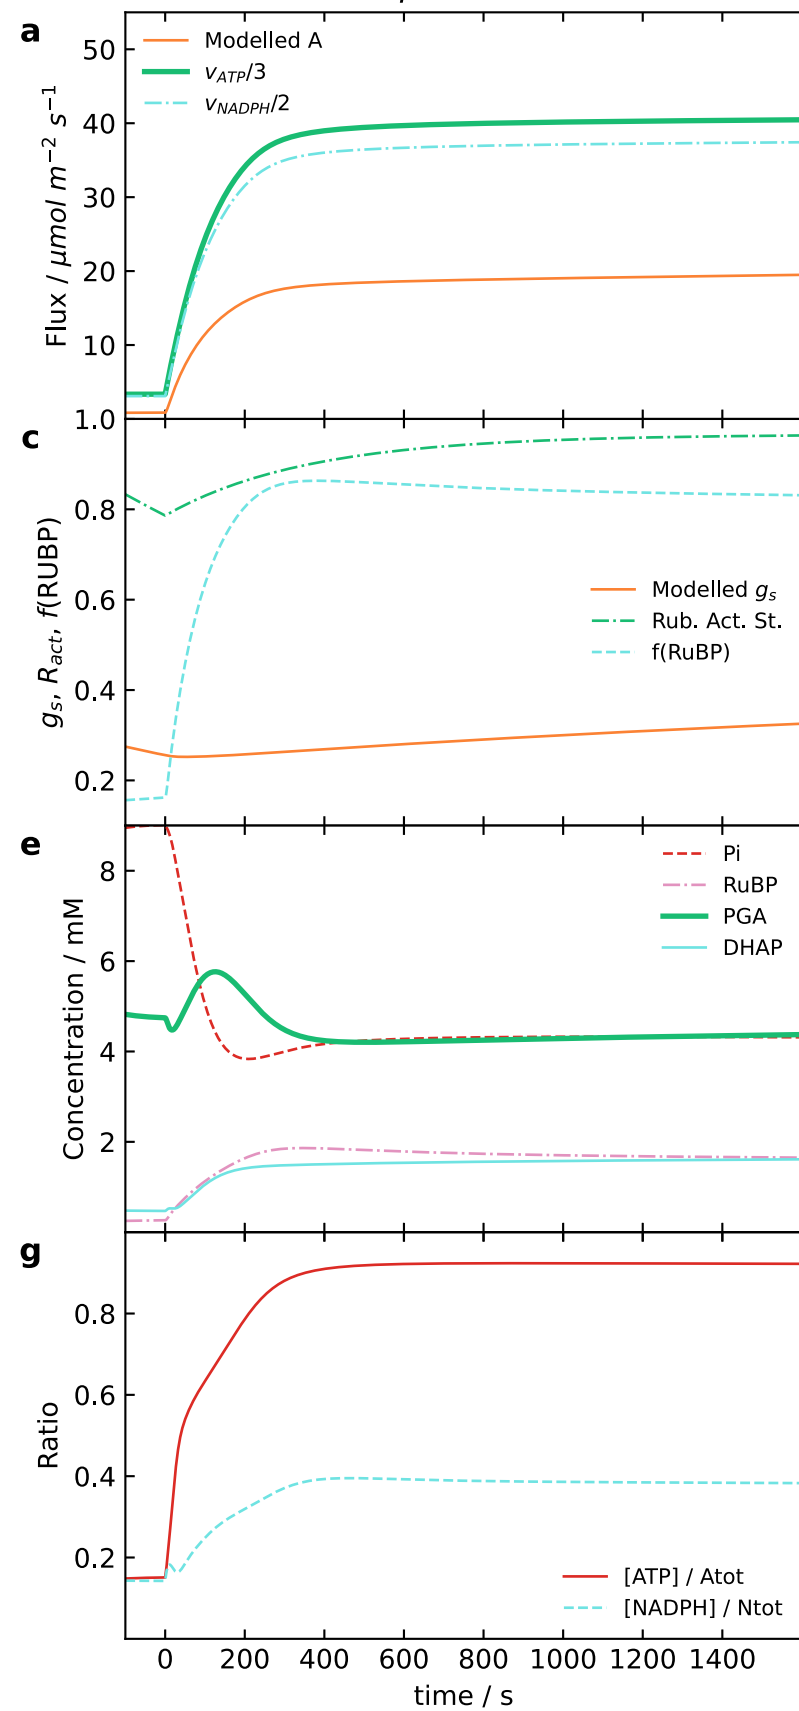 a
50
40
30
20
10
Flux / μmol m⁻² s⁻¹
Modelled A
v_ATP/3
v_NADPH/2
c
1.0
0.8
0.6
0.4
0.2
g_s, R_act, f(RUBP)
Modelled g_s
Rub. Act. St.
f(RuBP)
e
8
6
4
2
Concentration / mM
Pi
RuBP
PGA
DHAP
g
0.8
0.6
0.4
0.2
Ratio
[ATP] / Atot
[NADPH] / Ntot
0 200 400 600 800 1000 1200 1400
time / s